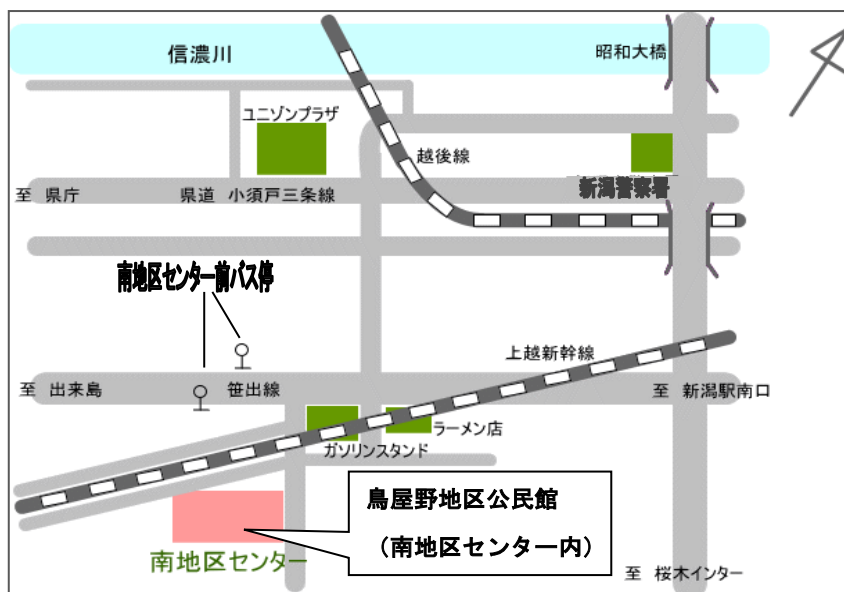 信濃川
昭和大橋
ユニゾンプラザ
越後線
新潟警察署
至 県庁
県道 小須戸三条線
南地区センター前バス停
上越新幹線
至 出来島
笹出線
至 新潟駅南口
ラーメン店
ガソリンスタンド
鳥屋野地区公民館
（南地区センター内）
南地区センター
至 桜木インター